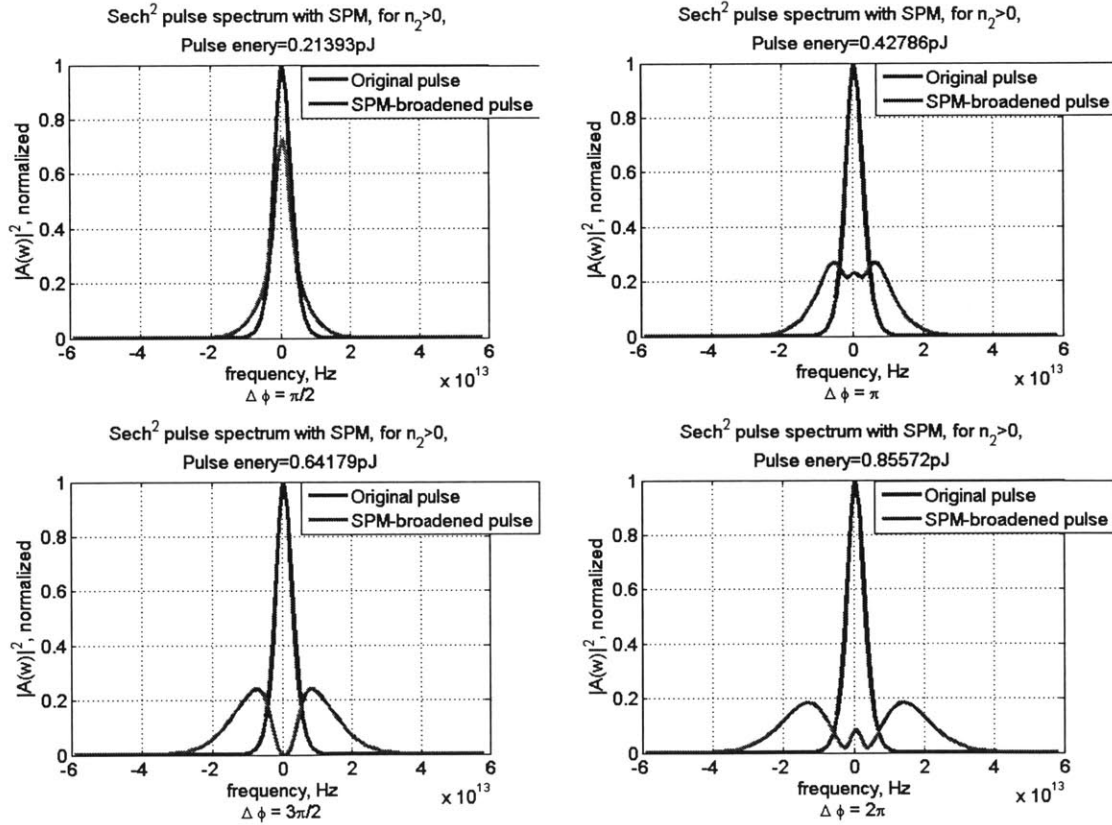 Sech² pulse spectrum with SPM, for n₂>0,
Pulse enery=0.21393pJ
Original pulse
SPM-broadened pulse
|A(w)|², normalized
1
0.8
0.6
0.4
0.2
0
-6 -4 -2 0 2 4 6
frequency, Hz
x 10¹³
Δ ϕ = π/2
Sech² pulse spectrum with SPM, for n₂>0,
Pulse enery=0.42786pJ
Original pulse
SPM-broadened pulse
|A(w)|², normalized
1
0.8
0.6
0.4
0.2
0
-6 -4 -2 0 2 4 6
frequency, Hz
x 10¹³
Δ ϕ = π
Sech² pulse spectrum with SPM, for n₂>0,
Pulse enery=0.64179pJ
Original pulse
SPM-broadened pulse
|A(w)|², normalized
1
0.8
0.6
0.4
0.2
0
-6 -4 -2 0 2 4 6
frequency, Hz
x 10¹³
Δ ϕ = 3π/2
Sech² pulse spectrum with SPM, for n₂>0,
Pulse enery=0.85572pJ
Original pulse
SPM-broadened pulse
|A(w)|², normalized
1
0.8
0.6
0.4
0.2
0
-6 -4 -2 0 2 4 6
frequency, Hz
x 10¹³
Δ ϕ = 2π